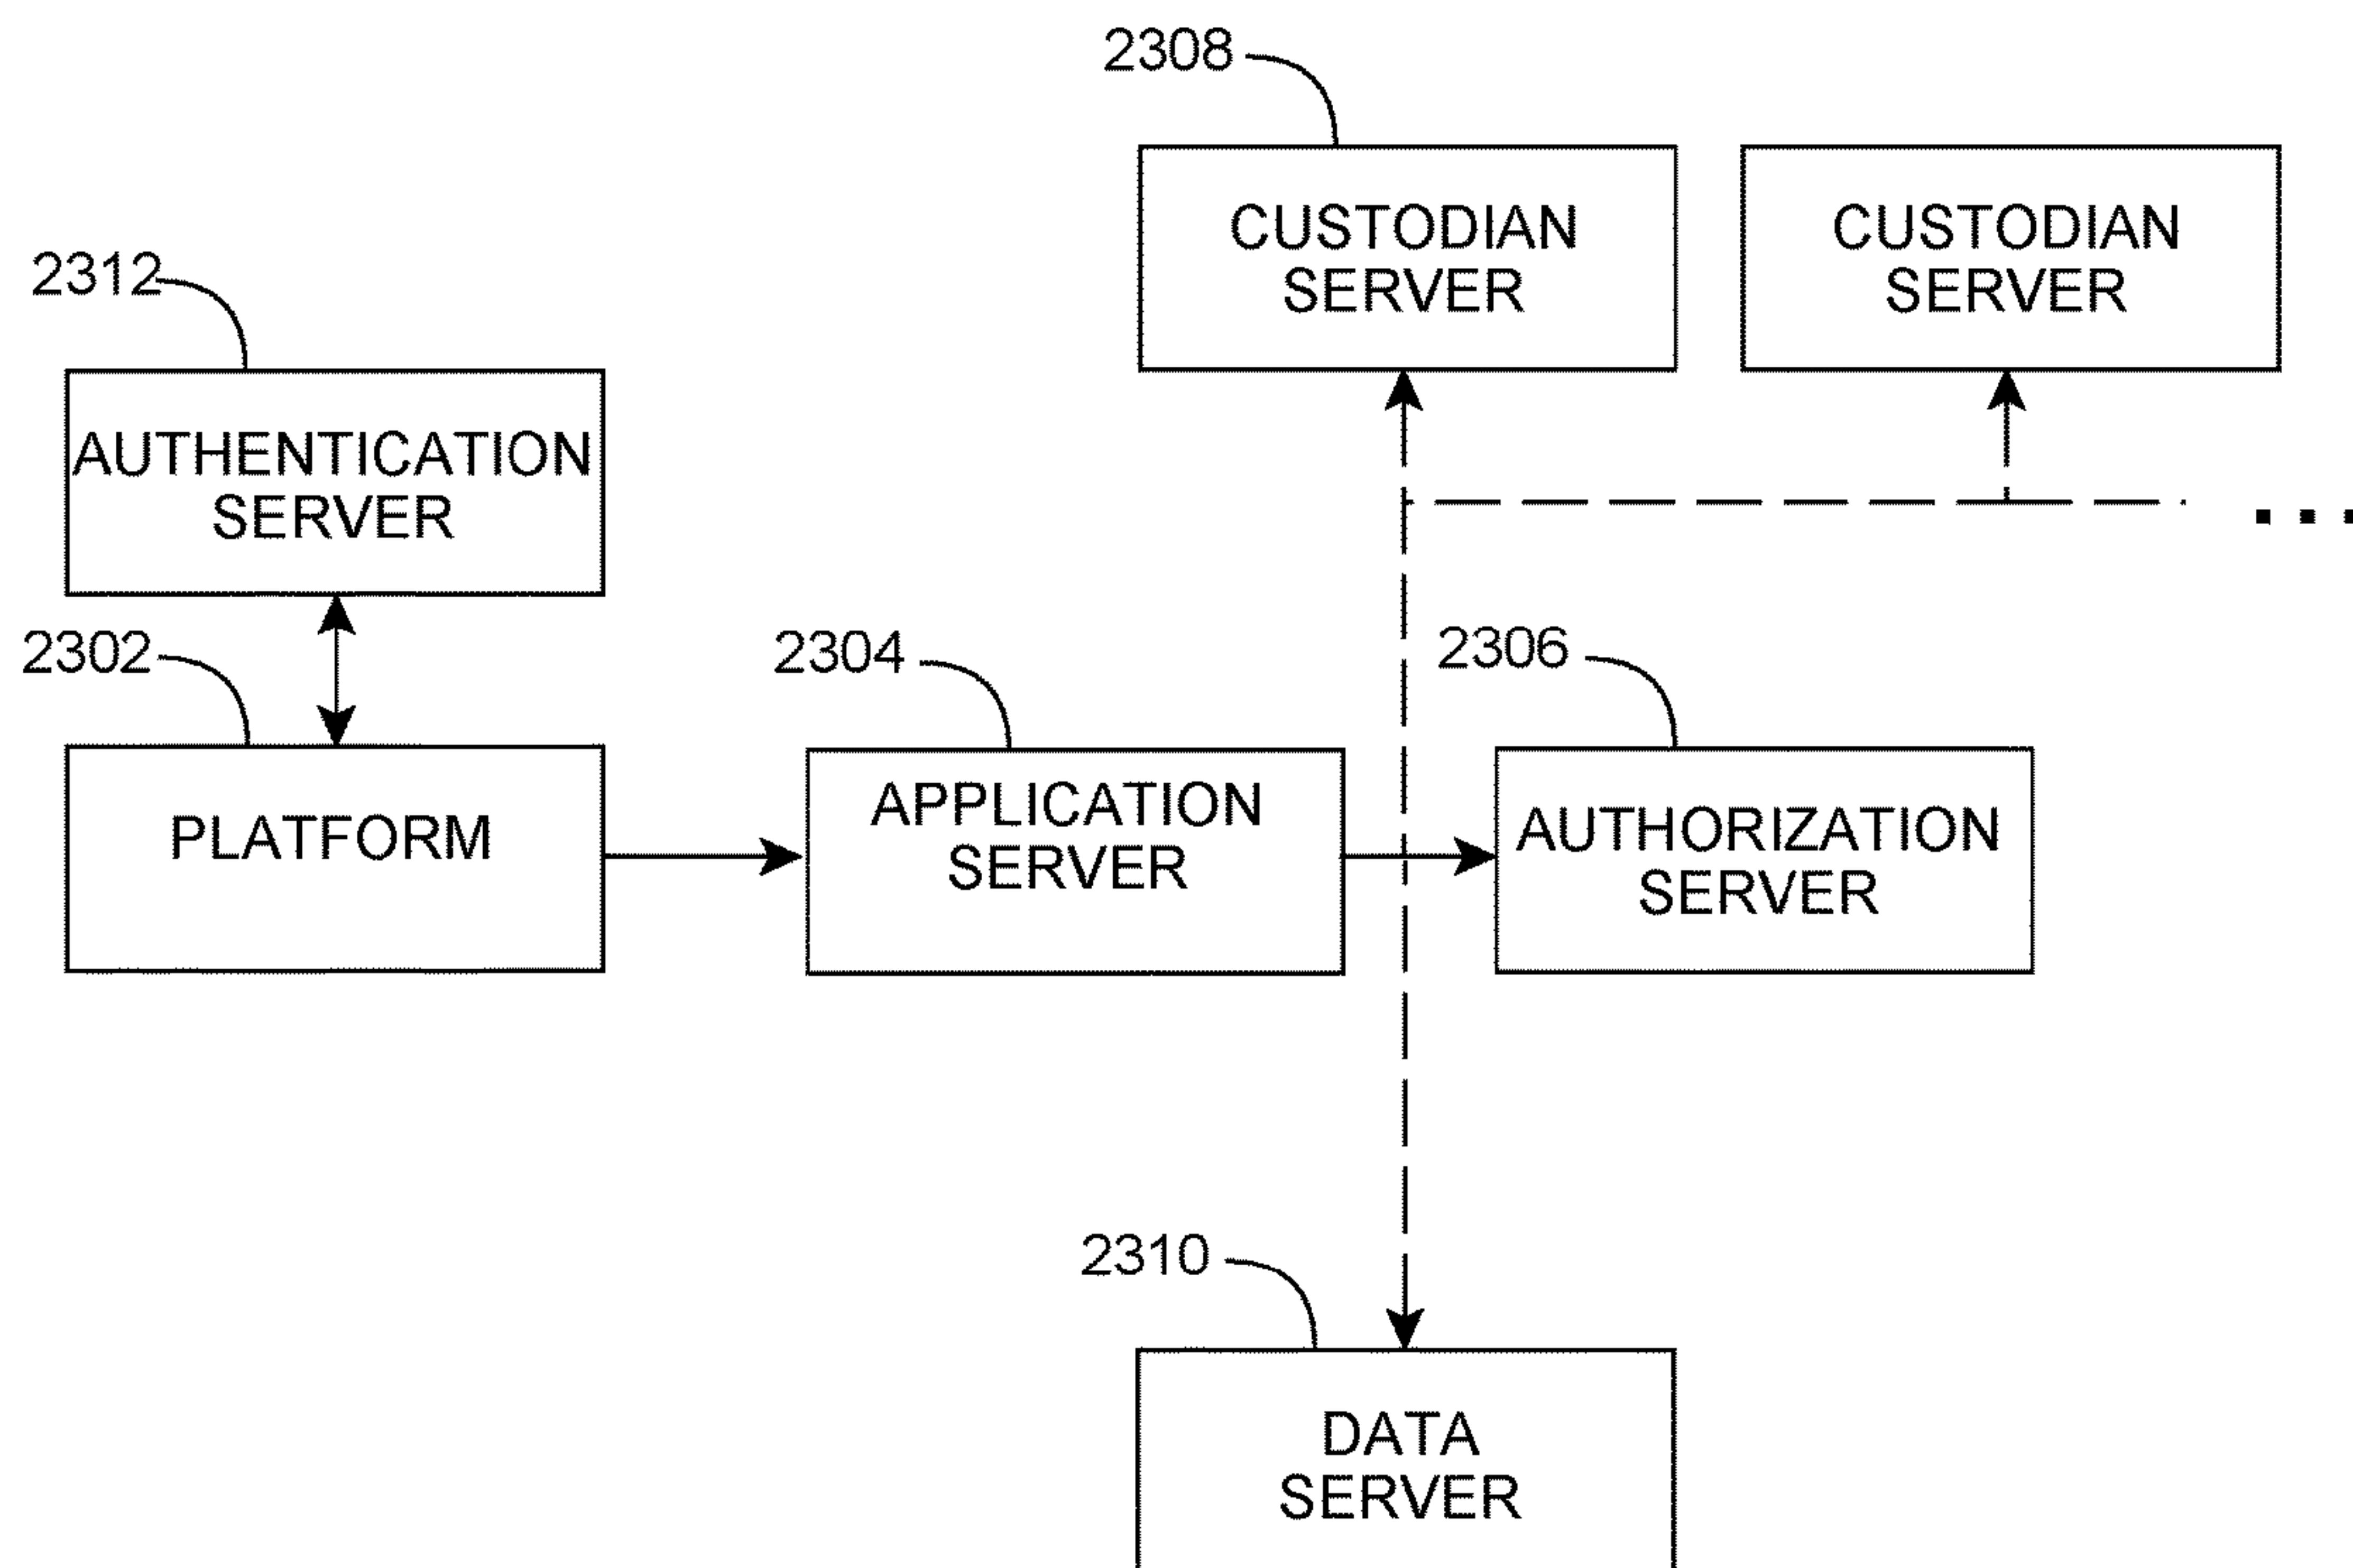 2308
CUSTODIAN
SERVER
CUSTODIAN
SERVER
2312
AUTHENTICATION
SERVER
...
2302
2304
2306
PLATFORM
APPLICATION
SERVER
AUTHORIZATION
SERVER
2310
DATA
SERVER